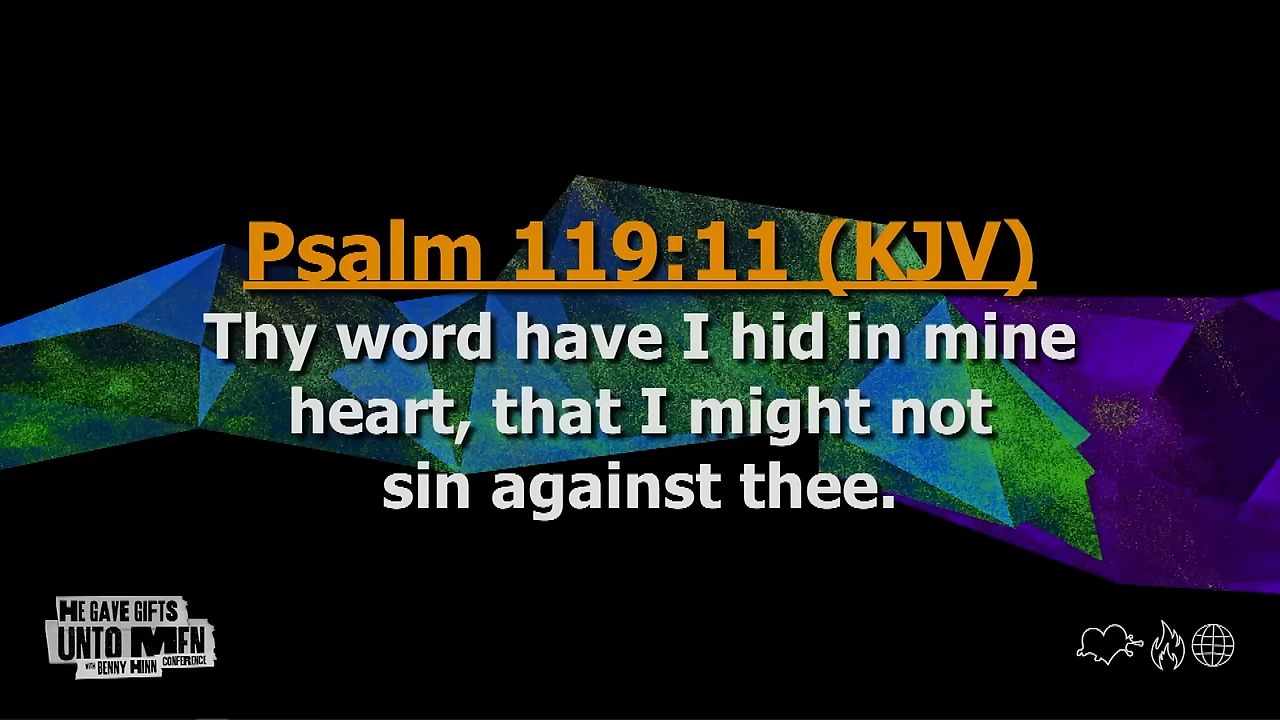 Psalm 119:11 (KJV)
Thy word have I hid in mine
heart, that I might not
sin against thee.
HE GAVE GIFTS
UNTO MEN
WITH BENNY HINN CONFERENCE